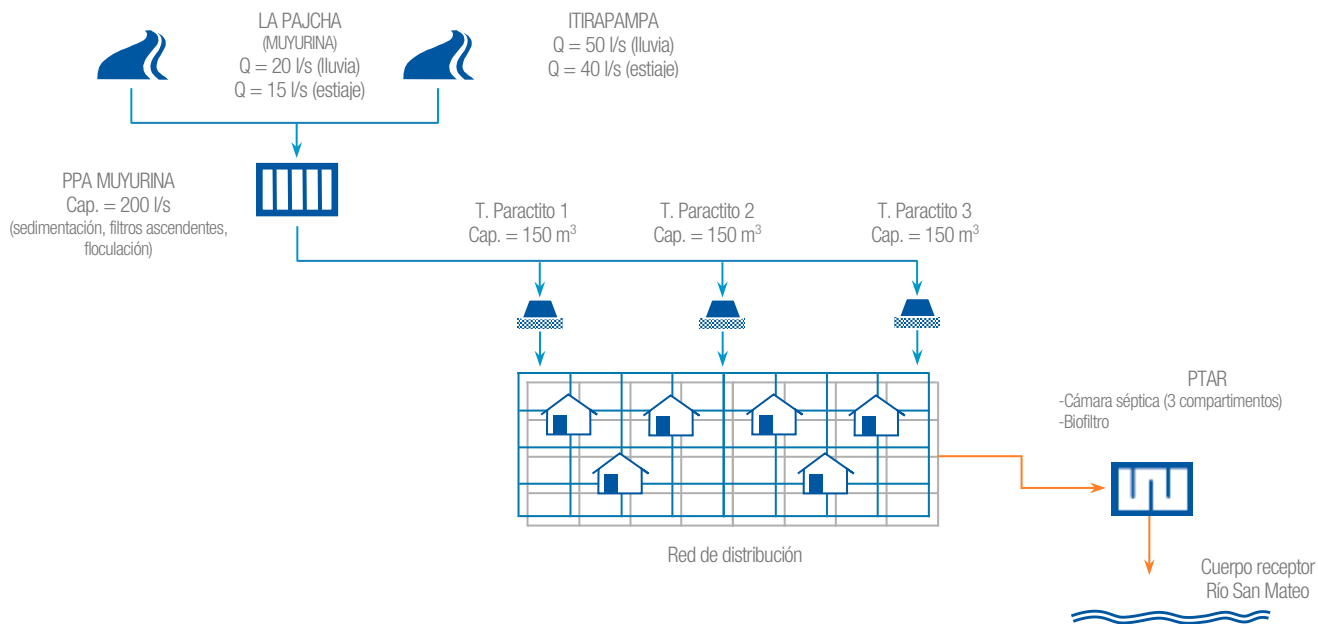 LA PAJCHA
(MUYURINA)
Q = 20 l/s (lluvia)
Q = 15 l/s (estiaje)
ITIRAPAMPA
Q = 50 l/s (lluvia)
Q = 40 l/s (estiaje)
PPA MUYURINA
Cap. = 200 l/s
(sedimentación, filtros ascendentes,
floculación)
T. Paractito 1
Cap. = 150 m³
T. Paractito 2
Cap. = 150 m³
T. Paractito 3
Cap. = 150 m³
PTAR
-Cámara séptica (3 compartimentos)
-Biofiltro
Red de distribución
Cuerpo receptor
Río San Mateo